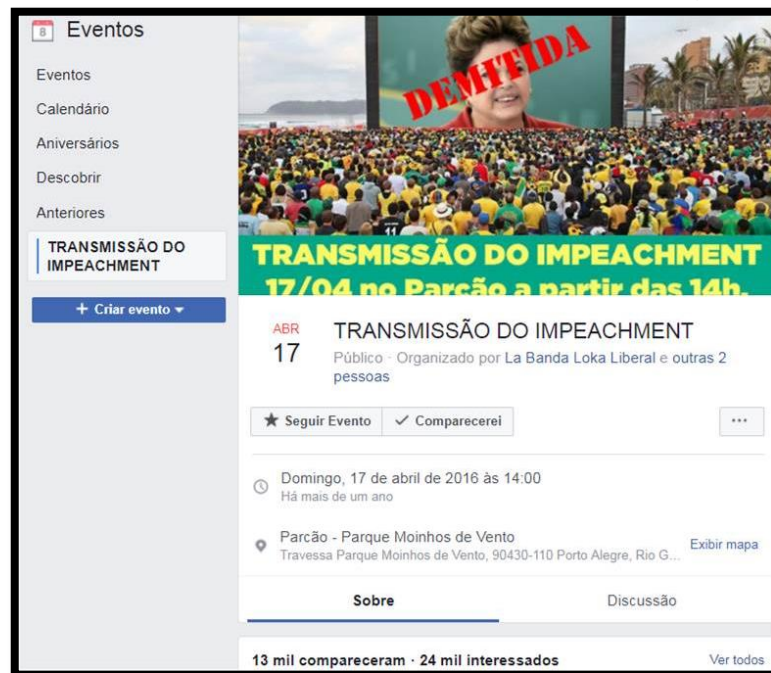 8 Eventos
Eventos
Calendário
Aniversários
Descobrir
Anteriores
TRANSMISSÃO DO
IMPEACHMENT
+ Criar evento
DEMITIDA
11
TRANSMISSÃO DO IMPEACHMENT
17/04 no Parcão a partir das 14h.
ABR
17
TRANSMISSÃO DO IMPEACHMENT
Público · Organizado por La Banda Loka Liberal e outras 2
pessoas
Seguir Evento Comparecerei ...
Domingo, 17 de abril de 2016 às 14:00
Há mais de um ano
Parcão - Parque Moinhos de Vento
Travessa Parque Moinhos de Vento, 90430-110 Porto Alegre, Rio G... Exibir mapa
Sobre Discussão
13 mil compareceram · 24 mil interessados Ver todos